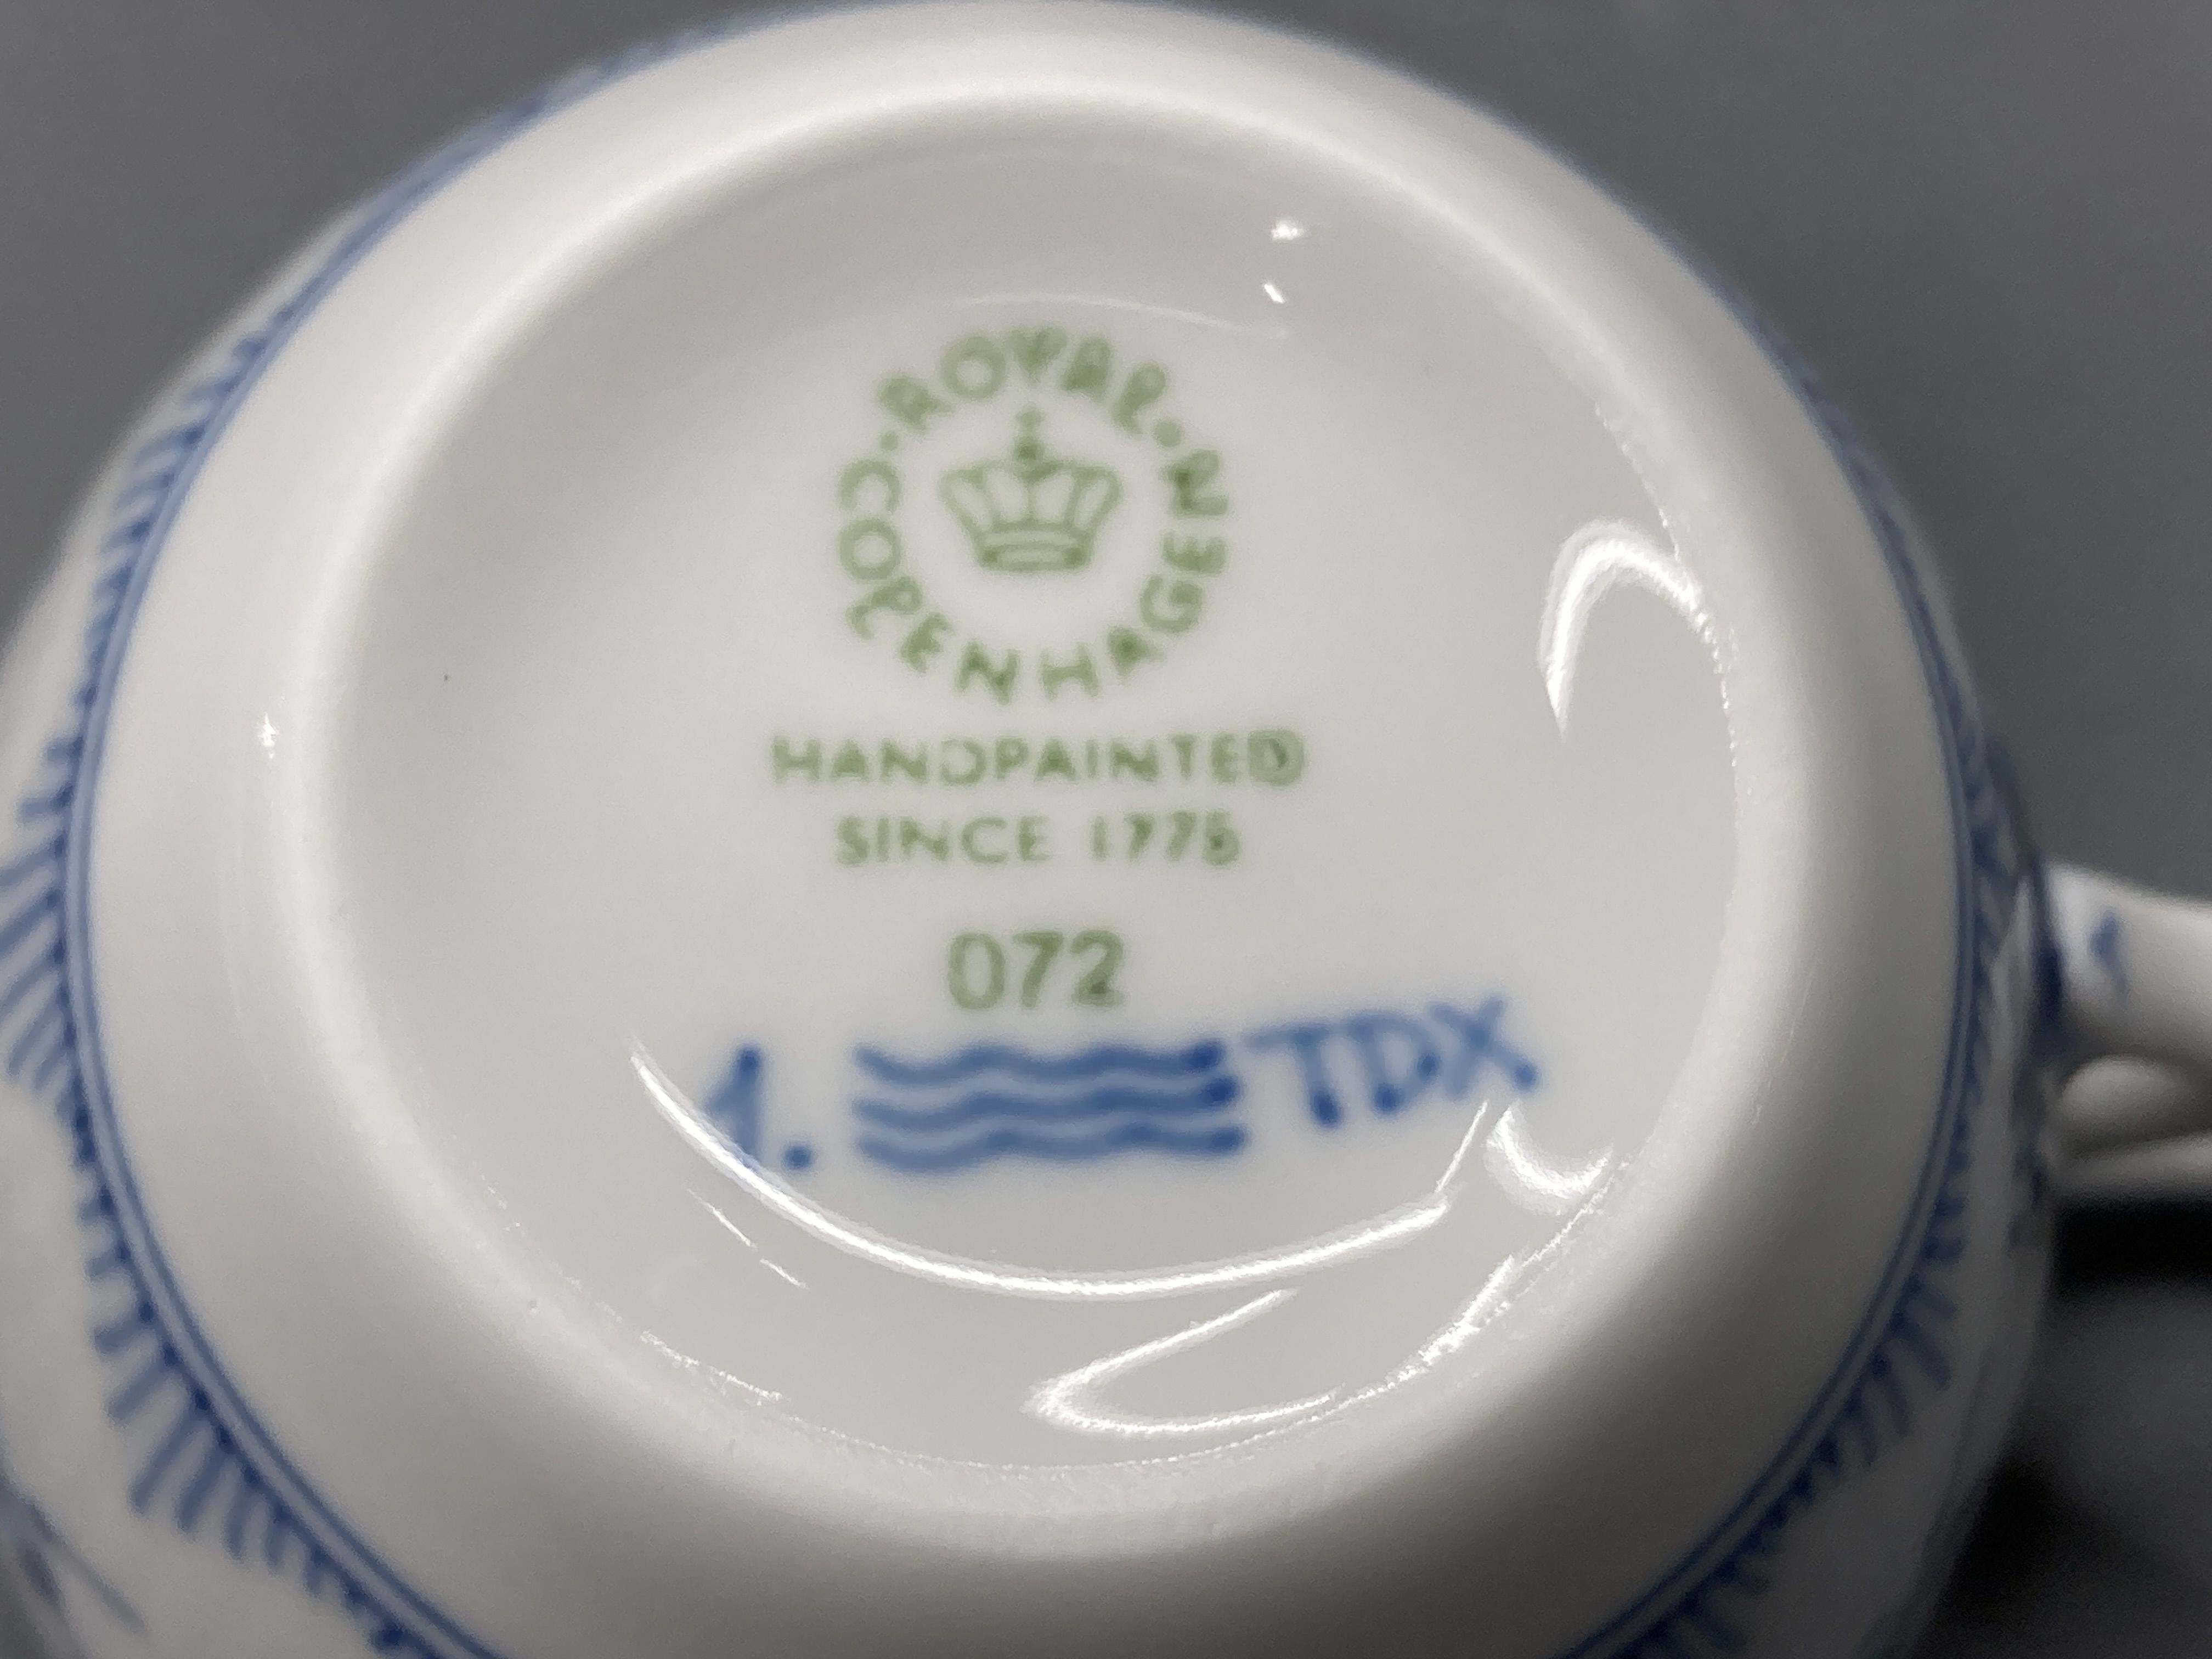 · ROYAL · COPENHAGEN
HANDPAINTED
SINCE 1775
072
1. TDX